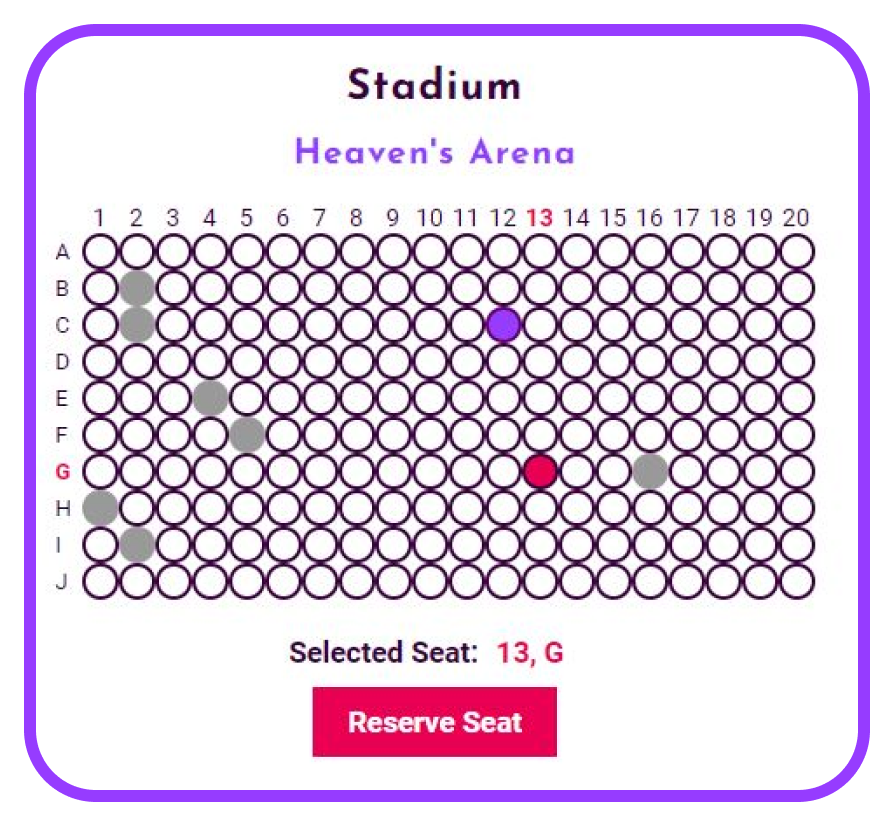 Stadium
Heaven's Arena
1 2 3 4 5 6 7 8 9 10 11 12 13 14 15 16 17 18 19 20
A
B
C
D
E
F
G
H
I
J
Selected Seat: 13, G
Reserve Seat